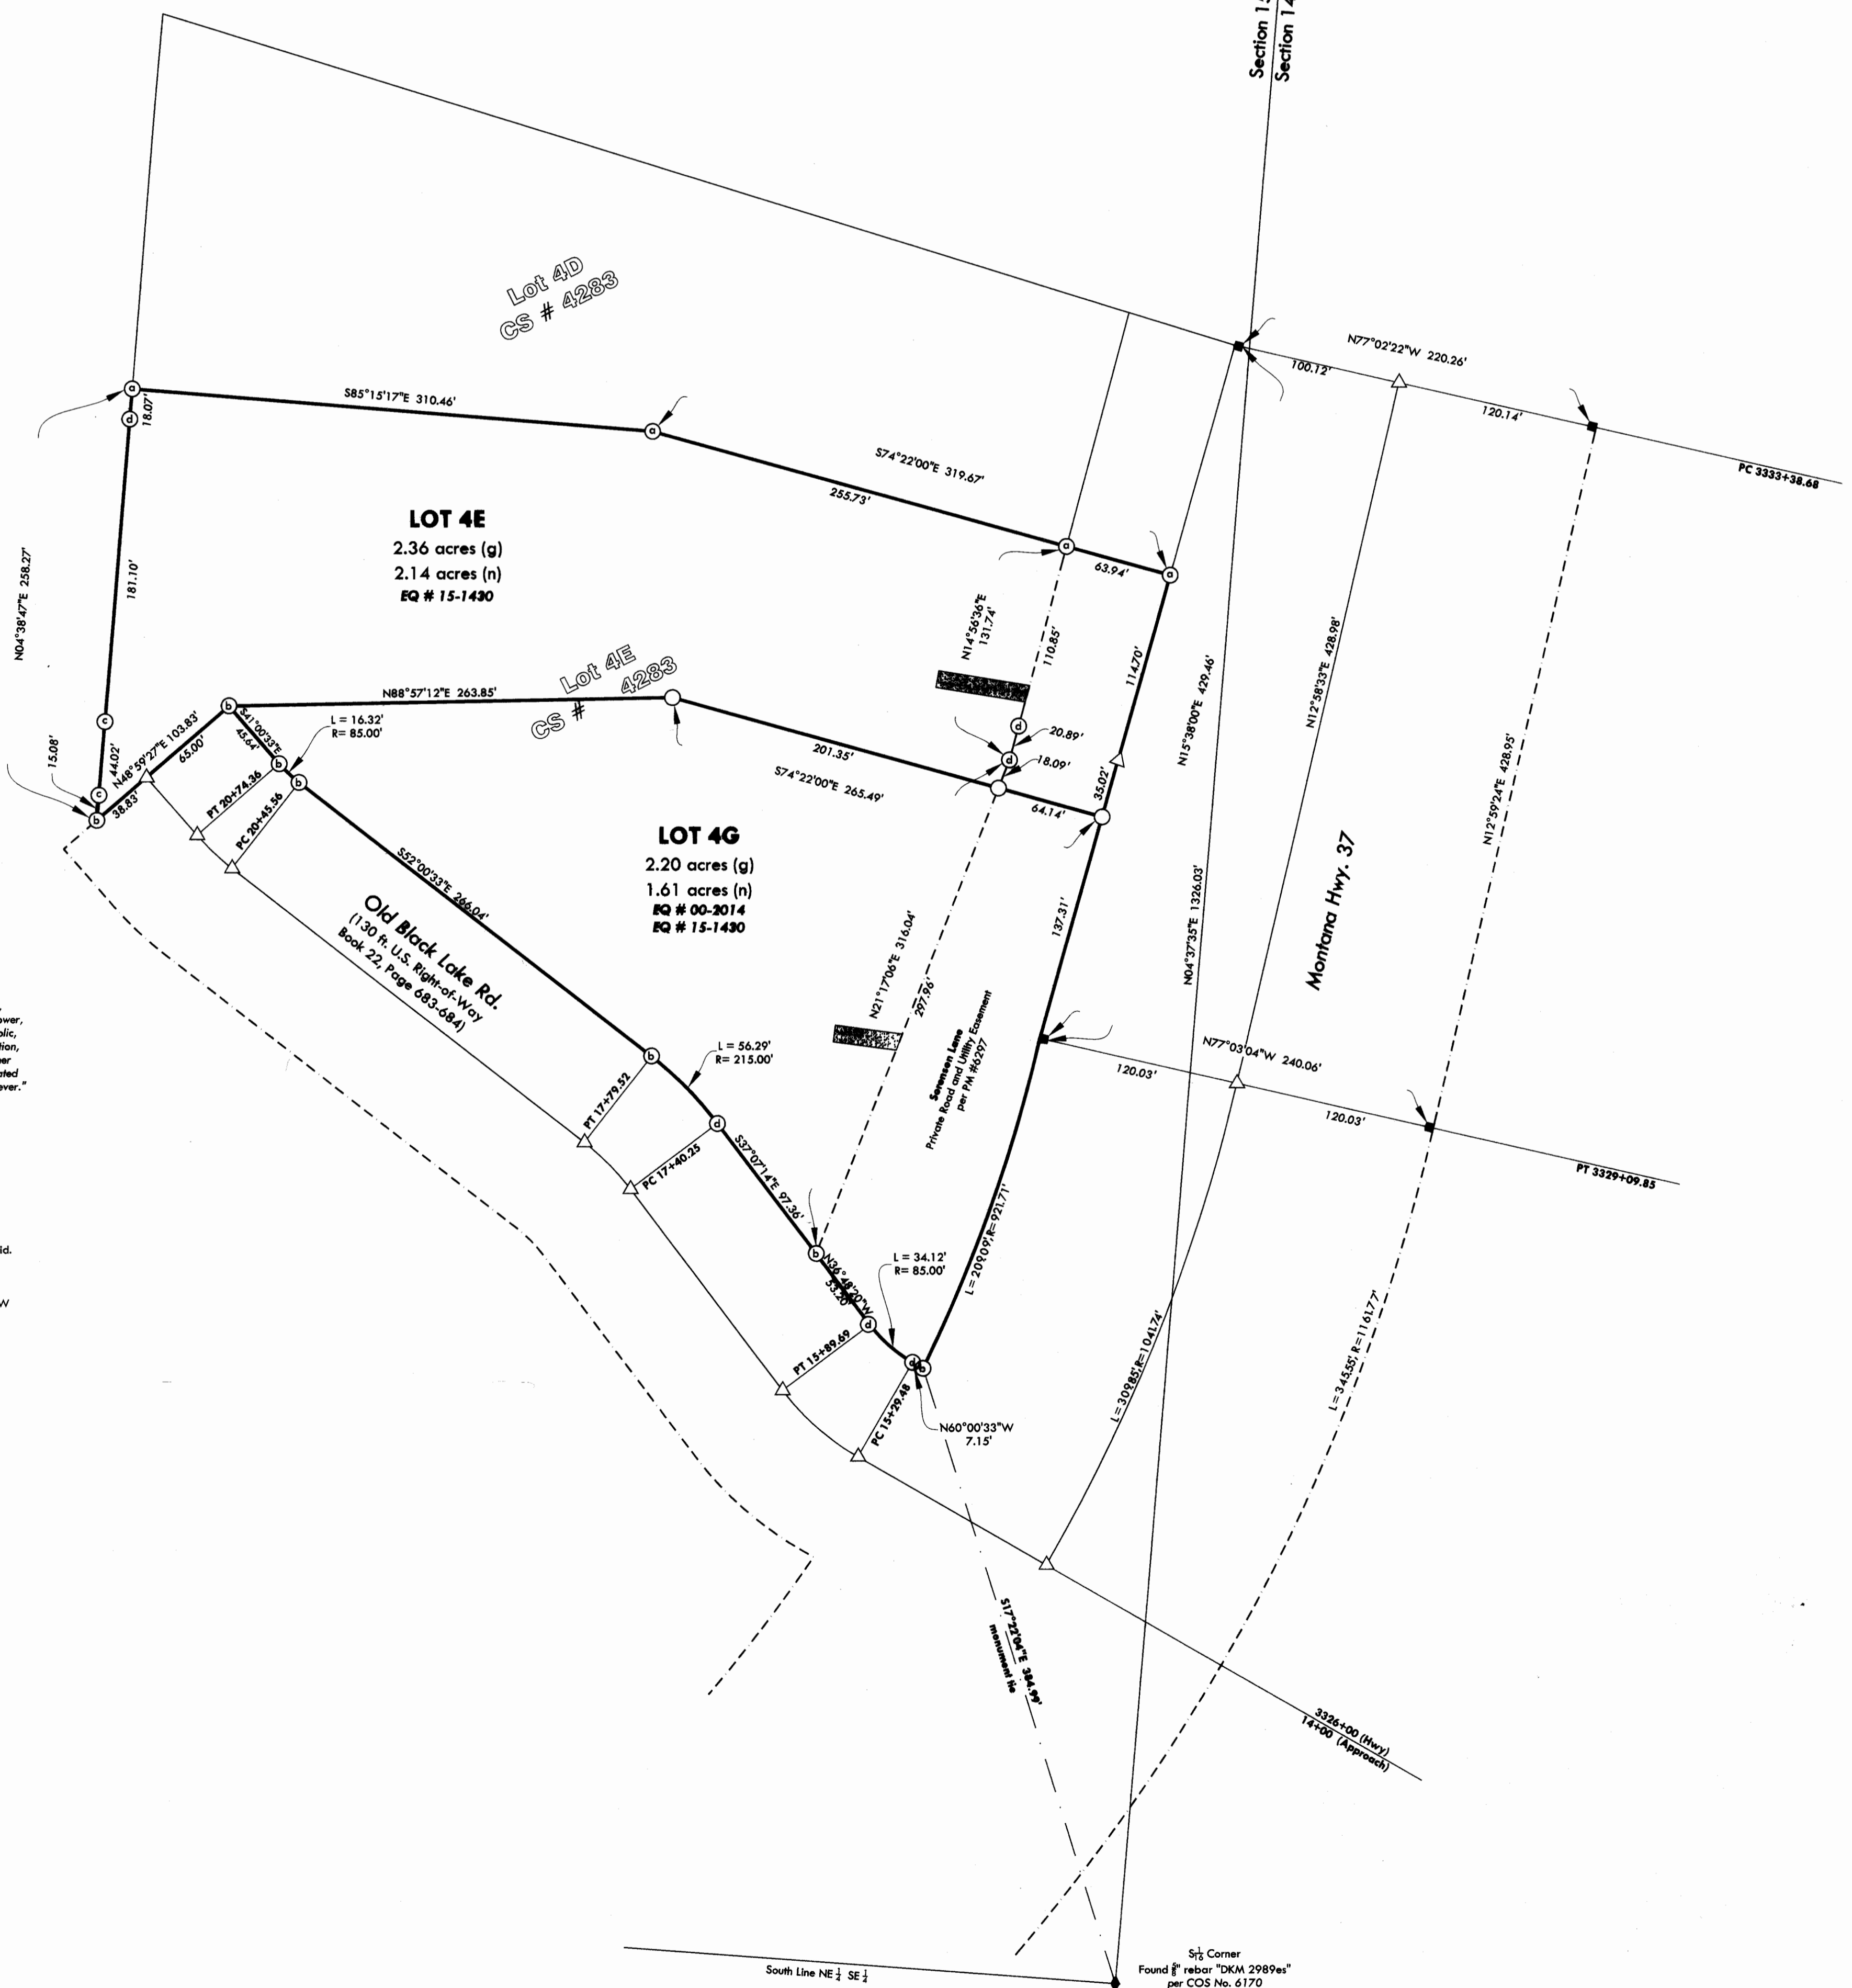 Section 14
Lot 4D
CS # 4283
N77°02'22"W 220.26'
100.12'
120.14'
PC 3333+38.68
18.07'
S85°15'17"E 310.46'
S74°22'00"E 319.67'
255.73'
63.94'
LOT 4E
2.36 acres (g)
2.14 acres (n)
EQ # 15-1430
N04°38'47"E 258.27'
181.10'
N14°56'36"E
131.74'
110.85'
114.70'
N15°38'00"E 429.46'
N12°58'33"E 428.98'
N12°59'24"E 428.95'
Lot 4E
CS # 4283
N88°57'12"E 263.85'
L = 16.32'
R= 85.00'
S41°00'33"E
45.64'
N48°59'27"E 103.83'
65.00'
15.08'
44.02'
38.83'
PT 20+74.36
PC 20+45.56
20.89'
18.09'
35.02'
201.35'
S74°22'00"E 265.49'
64.14'
LOT 4G
2.20 acres (g)
1.61 acres (n)
EQ # 00-2014
EQ # 15-1430
S52°00'33"E 266.04'
Old Black Lake Rd.
(130 ft. U.S. Right-of-Way
Book 22, Page 683-684)
N21°17'06"E 316.04'
297.96'
137.31'
N04°37'35"E 1326.03'
Montana Hwy. 37
Sorenson Lane
Private Road and Utility Easement
per PM #6297
N77°03'04"W 240.06'
120.03'
120.03'
PT 3329+09.85
ever."
L = 56.29'
R= 215.00'
PT 17+79.52
PC 17+40.25
S37°07'14"E 97.36'
N36°48'20"W
53.20'
L = 34.12'
R= 85.00'
L= 209.09', R= 921.71'
L= 309.85', R=1041.74'
L= 345.55', R=1161.77'
PT 15+89.69
PC 15+29.48
N60°00'33"W
7.15'
id.
W
S17°22'04"E 384.99'
monument tie
3326+00 (Hwy)
14+00 (Approach)
South Line NE 1/4 SE 1/4
S 1/16 Corner
Found 5/8" rebar "DKM 2989es"
per COS No. 6170